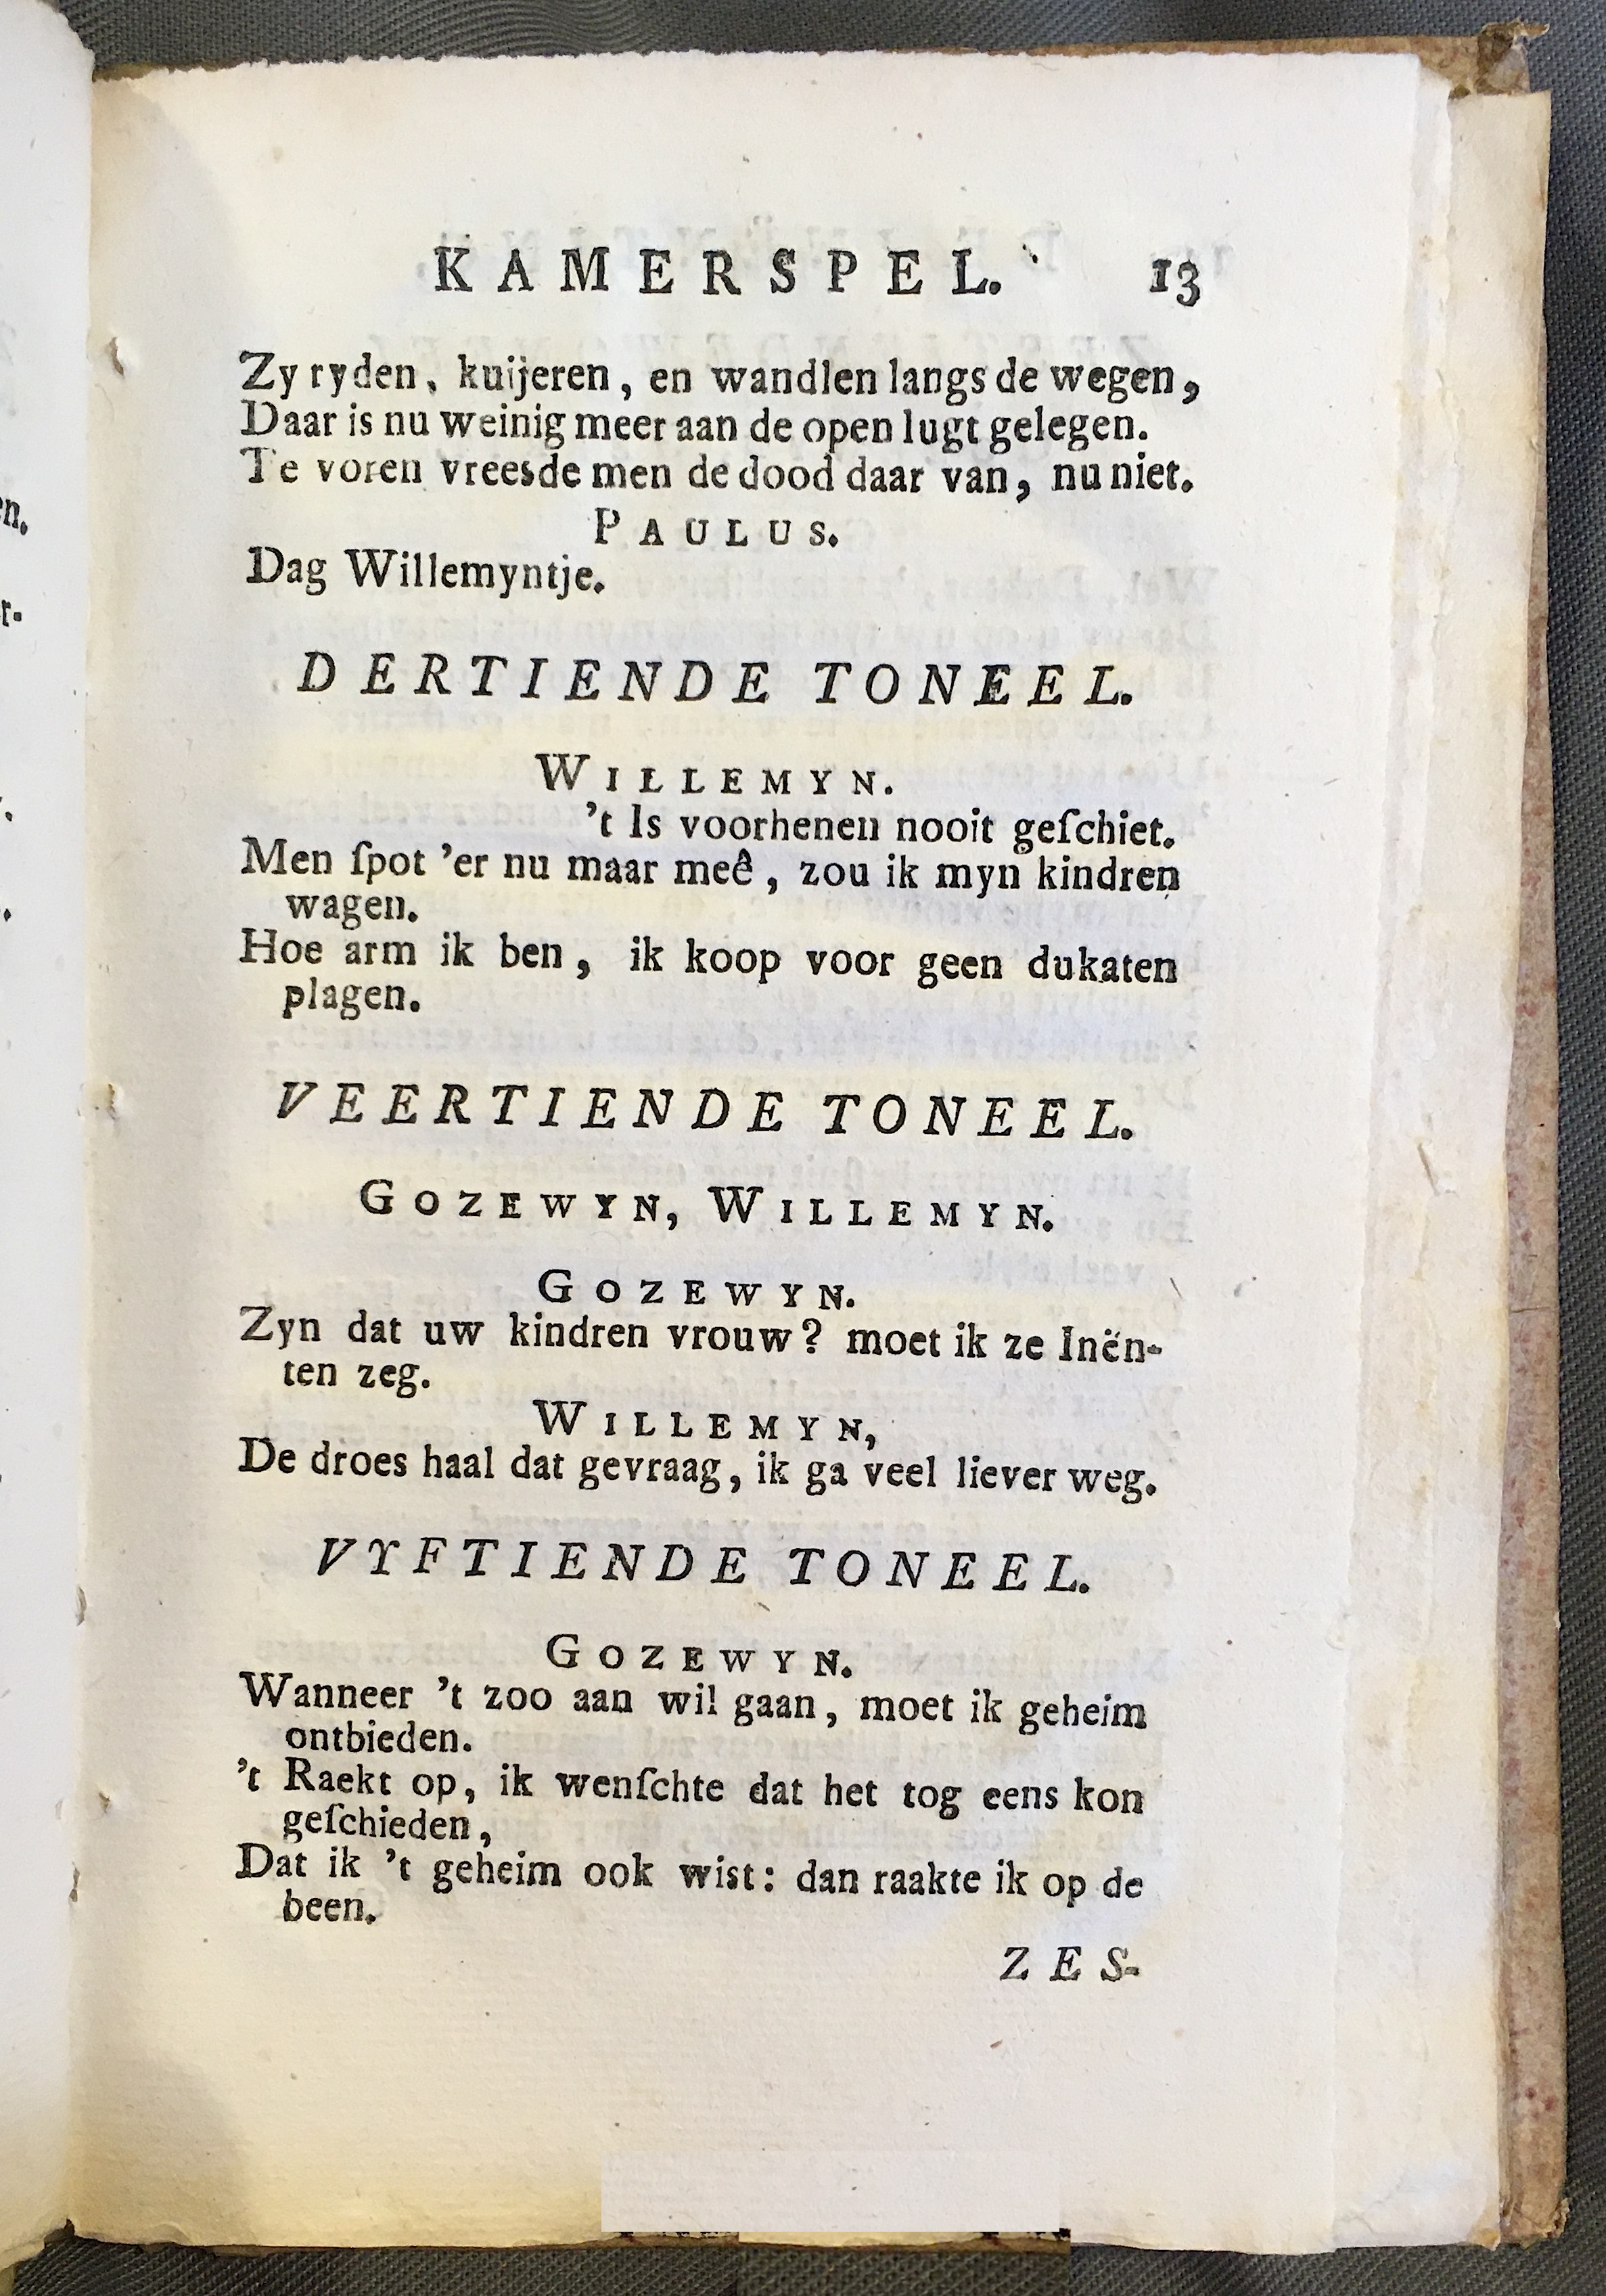 KAMERSPEL. 13
Zy ryden, kuijeren, en wandlen langs de wegen,
Daar is nu weinig meer aan de open lugt gelegen.
Te voren vreesde men de dood daar van, nu niet.
PAULUS.
Dag Willemyntje.
DERTIENDE TONEEL.
WILLEMYN.
't Is voorhenen nooit geſchiet.
Men ſpot 'er nu maar meê, zou ik myn kindren
wagen.
Hoe arm ik ben, ik koop voor geen dukaten
plagen.
VEERTIENDE TONEEL.
GOZEWYN, WILLEMYN.
GOZEWYN.
Zyn dat uw kindren vrouw? moet ik ze Inën-
ten zeg.
WILLEMYN,
De droes haal dat gevraag, ik ga veel liever weg.
VYFTIENDE TONEEL.
GOZEWYN.
Wanneer 't zoo aan wil gaan, moet ik geheim
ontbieden.
't Raekt op, ik wenſchte dat het tog eens kon
geſchieden,
Dat ik 't geheim ook wist: dan raakte ik op de
been.
ZES-